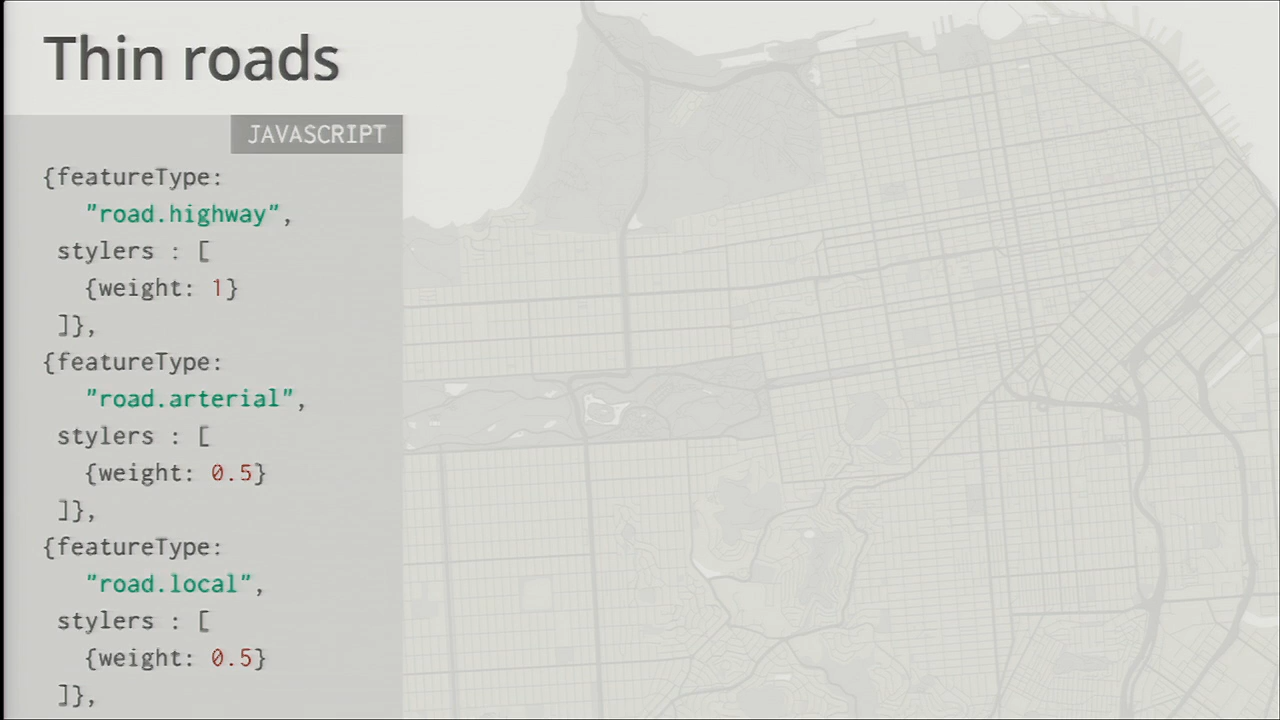 Thin roads
JAVASCRIPT
{featureType:
"road.highway",
stylers : [
{weight: 1}
]},
{featureType:
"road.arterial",
stylers : [
{weight: 0.5}
]},
{featureType:
"road.local",
stylers : [
{weight: 0.5}
]},